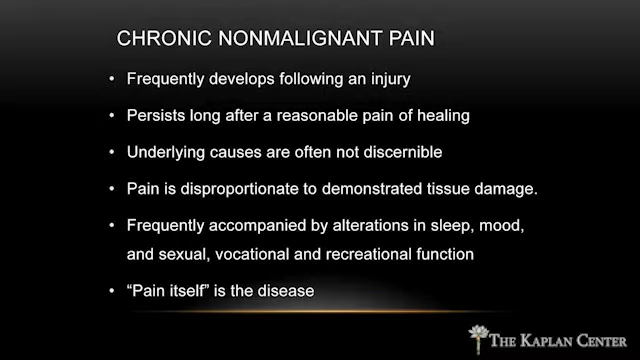 CHRONIC NONMALIGNANT PAIN
• Frequently develops following an injury
• Persists long after a reasonable pain of healing
• Underlying causes are often not discernible
• Pain is disproportionate to demonstrated tissue damage.
• Frequently accompanied by alterations in sleep, mood,
and sexual, vocational and recreational function
• “Pain itself” is the disease
THE KAPLAN CENTER